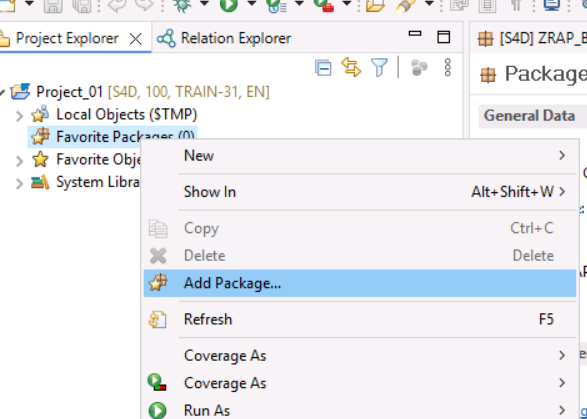 Project Explorer
Relation Explorer
[S4D] ZRAP_B
Package
Project_01 [S4D, 100, TRAIN-31, EN]
General Data
Local Objects ($TMP)
Favorite Packages (0)
Favorite Obje
System Libra
New
Show In Alt+Shift+W
Copy Ctrl+C
Delete Delete
Add Package...
Refresh F5
Coverage As
Coverage As
Run As